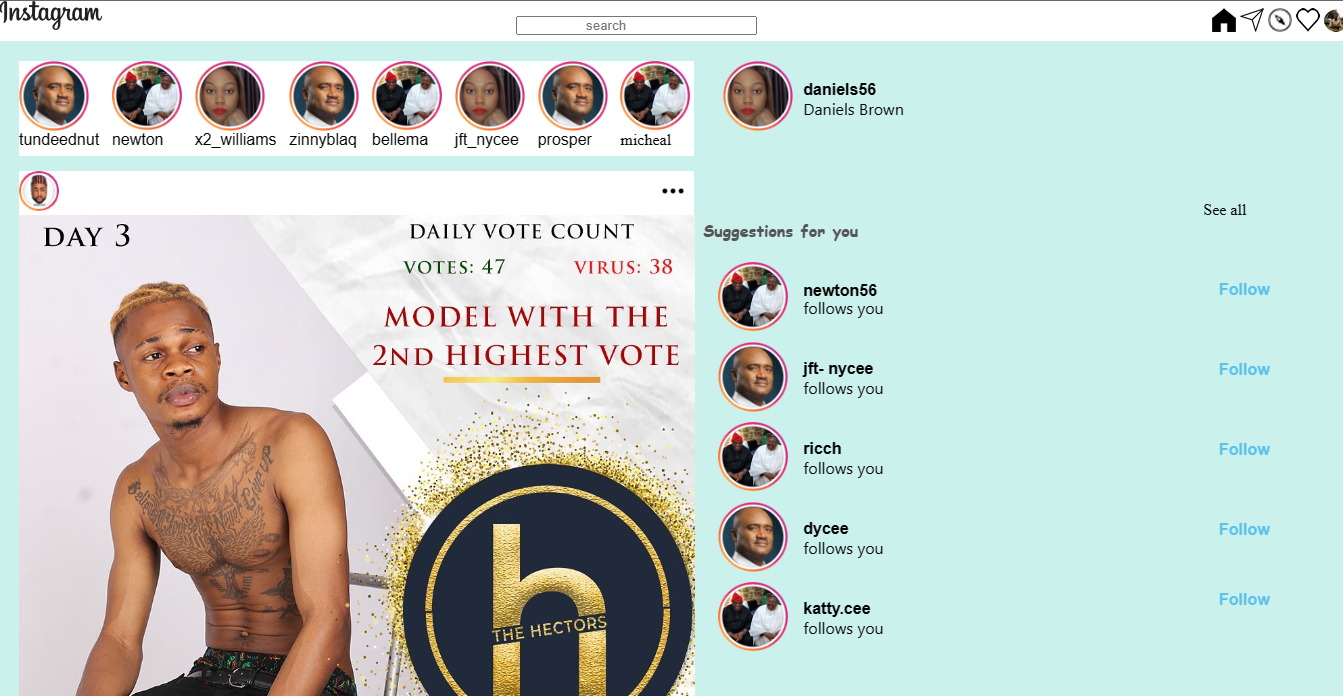 Instagram
search
tundeednut newton x2_williams zinnyblaq bellema jft_nycee prosper micheal
daniels56
Daniels Brown
See all
Suggestions for you
DAY 3
DAILY VOTE COUNT
VOTES: 47 VIRUS: 38
MODEL WITH THE
2ND HIGHEST VOTE
h
THE HECTORS
newton56
follows you
Follow
jft- nycee
follows you
Follow
ricch
follows you
Follow
dycee
follows you
Follow
katty.cee
follows you
Follow